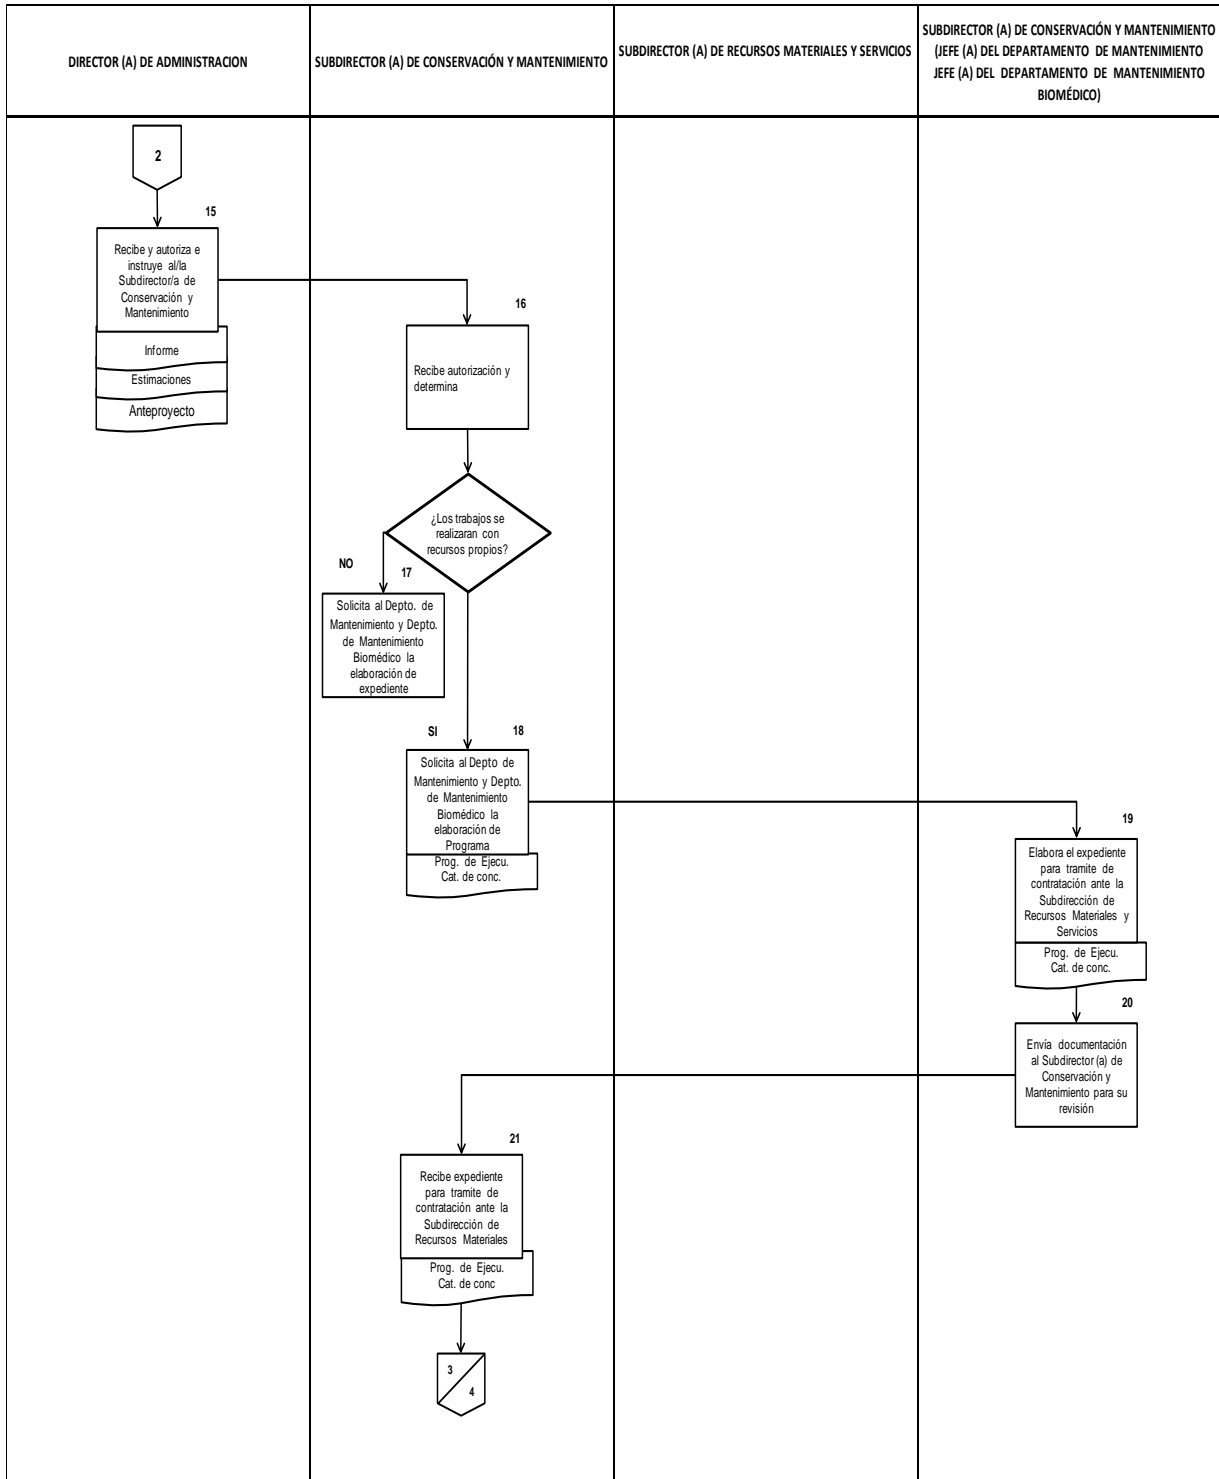 DIRECTOR (A) DE ADMINISTRACION
SUBDIRECTOR (A) DE CONSERVACIÓN Y MANTENIMIENTO
SUBDIRECTOR (A) DE RECURSOS MATERIALES Y SERVICIOS
SUBDIRECTOR (A) DE CONSERVACIÓN Y MANTENIMIENTO
(JEFE (A) DEL DEPARTAMENTO DE MANTENIMIENTO
JEFE (A) DEL DEPARTAMENTO DE MANTENIMIENTO
BIOMÉDICO)
2
15
Recibe y autoriza e
instruye al/la
Subdirector/a de
Conservación y
Mantenimiento
Informe
Estimaciones
Anteproyecto
16
Recibe autorización y
determina
¿Los trabajos se
realizaran con
recursos propios?
NO
17
Solicita al Depto. de
Mantenimiento y Depto.
de Mantenimiento
Biomédico la
elaboración de
expediente
SI
18
Solicita al Depto de
Mantenimiento y Depto.
de Mantenimiento
Biomédico la
elaboración de
Programa
Prog. de Ejecu.
Cat. de conc.
19
Elabora el expediente
para tramite de
contratación ante la
Subdirección de
Recursos Materiales y
Servicios
Prog. de Ejecu.
Cat. de conc.
20
Envía documentación
al Subdirector (a) de
Conservación y
Mantenimiento para su
revisión
21
Recibe expediente
para tramite de
contratación ante la
Subdirección de
Recursos Materiales
Prog. de Ejecu.
Cat. de conc
3
4